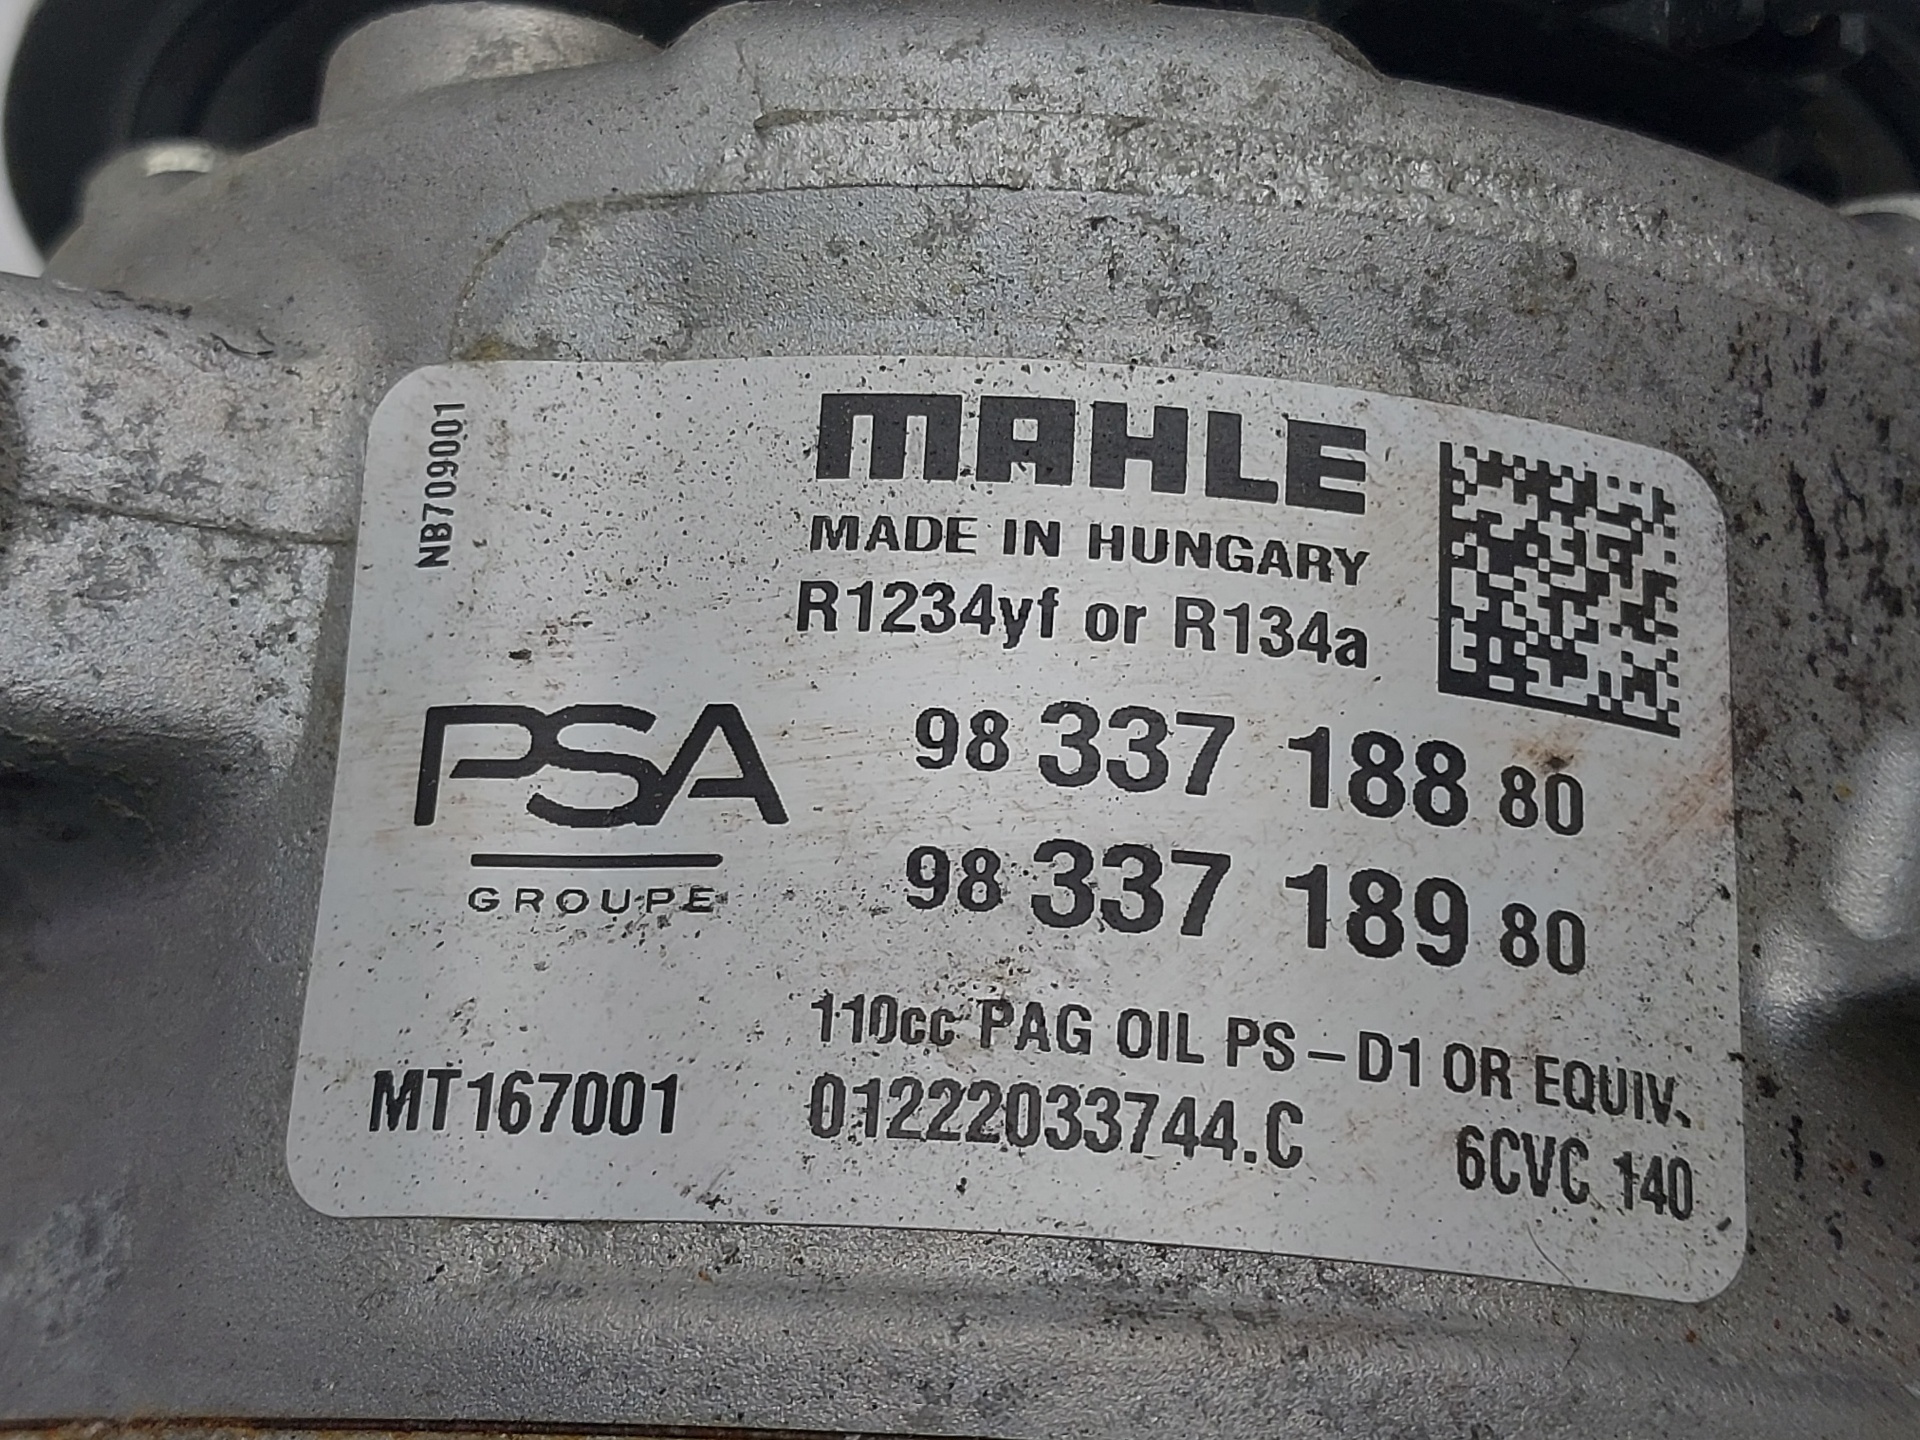 NB709001
MAHLE
MADE IN HUNGARY
R1234yf or R134a
PSA
GROUPE
98 337 188 80
98 337 189 80
110cc PAG OIL PS-D1 OR EQUIV.
MT167001 01222033744.C 6CVC 140